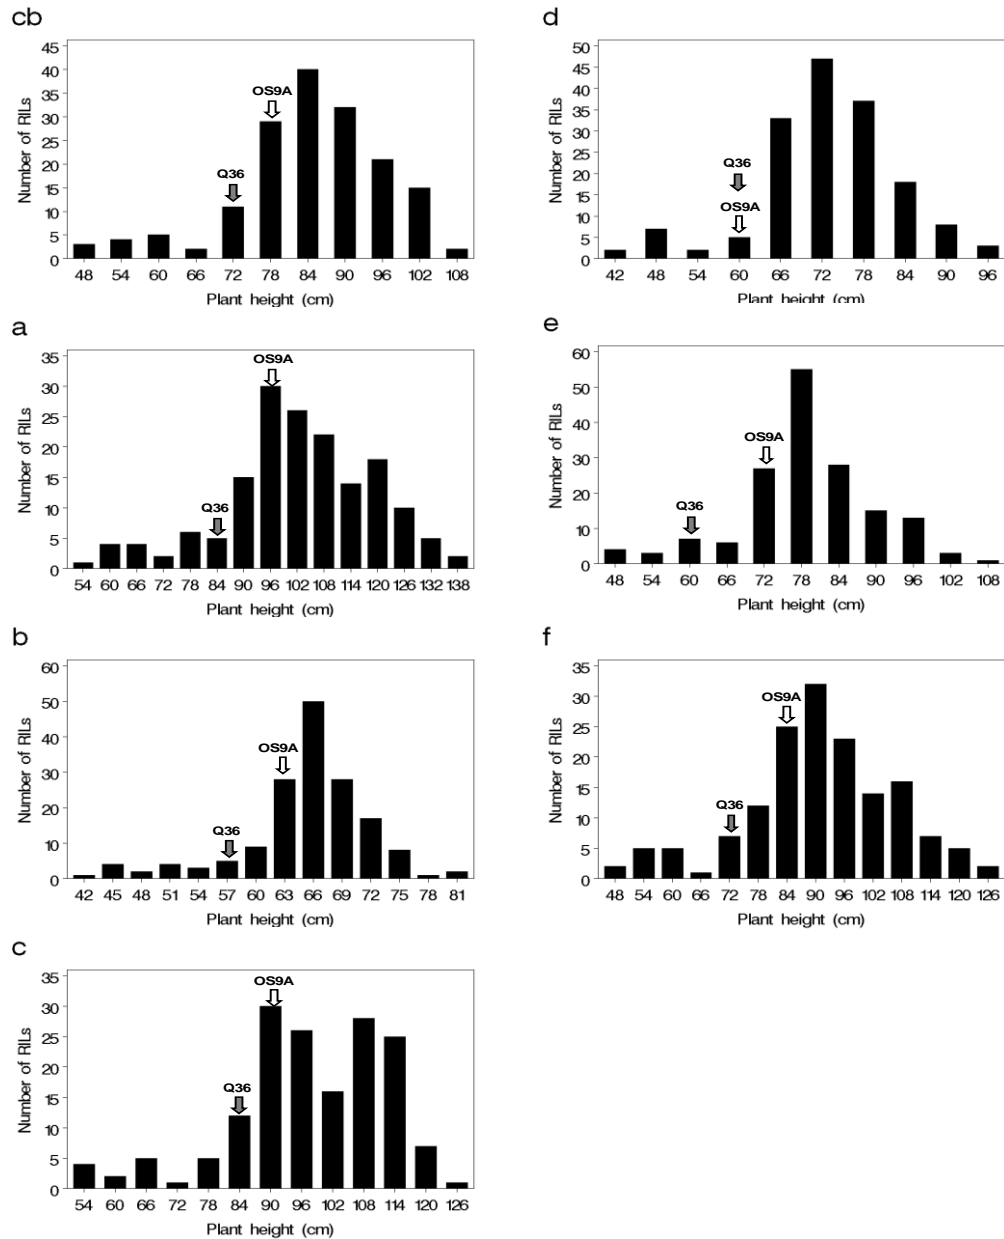 cb
45
40
35
30
25
20
15
10
5
0
Number of RILs
OS9A
Q36
48 54 60 66 72 78 84 90 96 102 108
Plant height (cm)
d
50
45
40
35
30
25
20
15
10
5
0
Number of RILs
Q36
OS9A
42 48 54 60 66 72 78 84 90 96
Plant height (cm)
a
35
30
25
20
15
10
5
0
Number of RILs
OS9A
Q36
54 60 66 72 78 84 90 96 102 108 114 120 126 132 138
Plant height (cm)
e
60
50
40
30
20
10
0
Number of RILs
OS9A
Q36
48 54 60 66 72 78 84 90 96 102 108
Plant height (cm)
b
60
50
40
30
20
10
0
Number of RILs
OS9A
Q36
42 45 48 51 54 57 60 63 66 69 72 75 78 81
Plant height (cm)
f
35
30
25
20
15
10
5
0
Number of RILs
OS9A
Q36
48 54 60 66 72 78 84 90 96 102 108 114 120 126
Plant height (cm)
c
35
30
25
20
15
10
5
0
Number of RILs
OS9A
Q36
54 60 66 72 78 84 90 96 102 108 114 120 126
Plant height (cm)